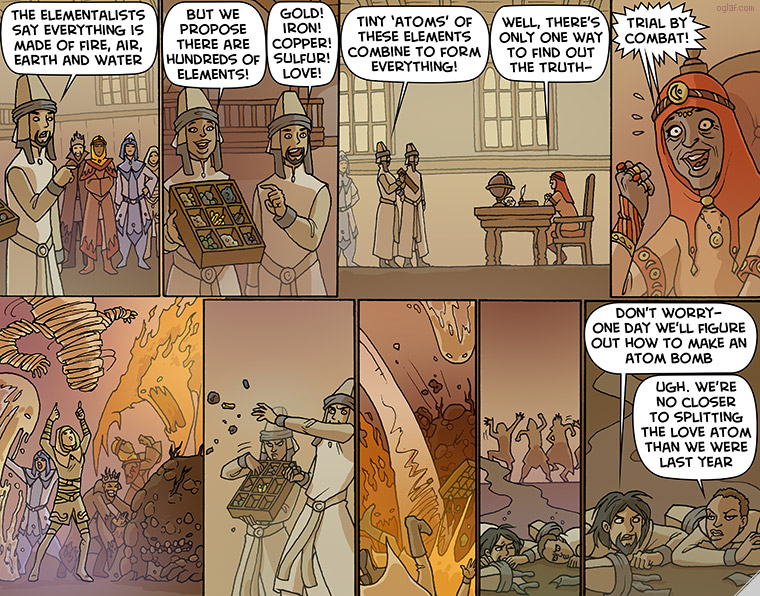 THE ELEMENTALISTS
SAY EVERYTHING IS
MADE OF FIRE, AIR,
EARTH AND WATER
BUT WE
PROPOSE
THERE ARE
HUNDREDS OF
ELEMENTS!
GOLD!
IRON!
COPPER!
SULFUR!
LOVE!
TINY 'ATOMS' OF
THESE ELEMENTS
COMBINE TO FORM
EVERYTHING!
WELL, THERE'S
ONLY ONE WAY
TO FIND OUT
THE TRUTH-
oglaf.com
TRIAL BY
COMBAT!
DON'T WORRY-
ONE DAY WE'LL FIGURE
OUT HOW TO MAKE AN
ATOM BOMB
UGH. WE'RE
NO CLOSER
TO SPLITTING
THE LOVE ATOM
THAN WE WERE
LAST YEAR